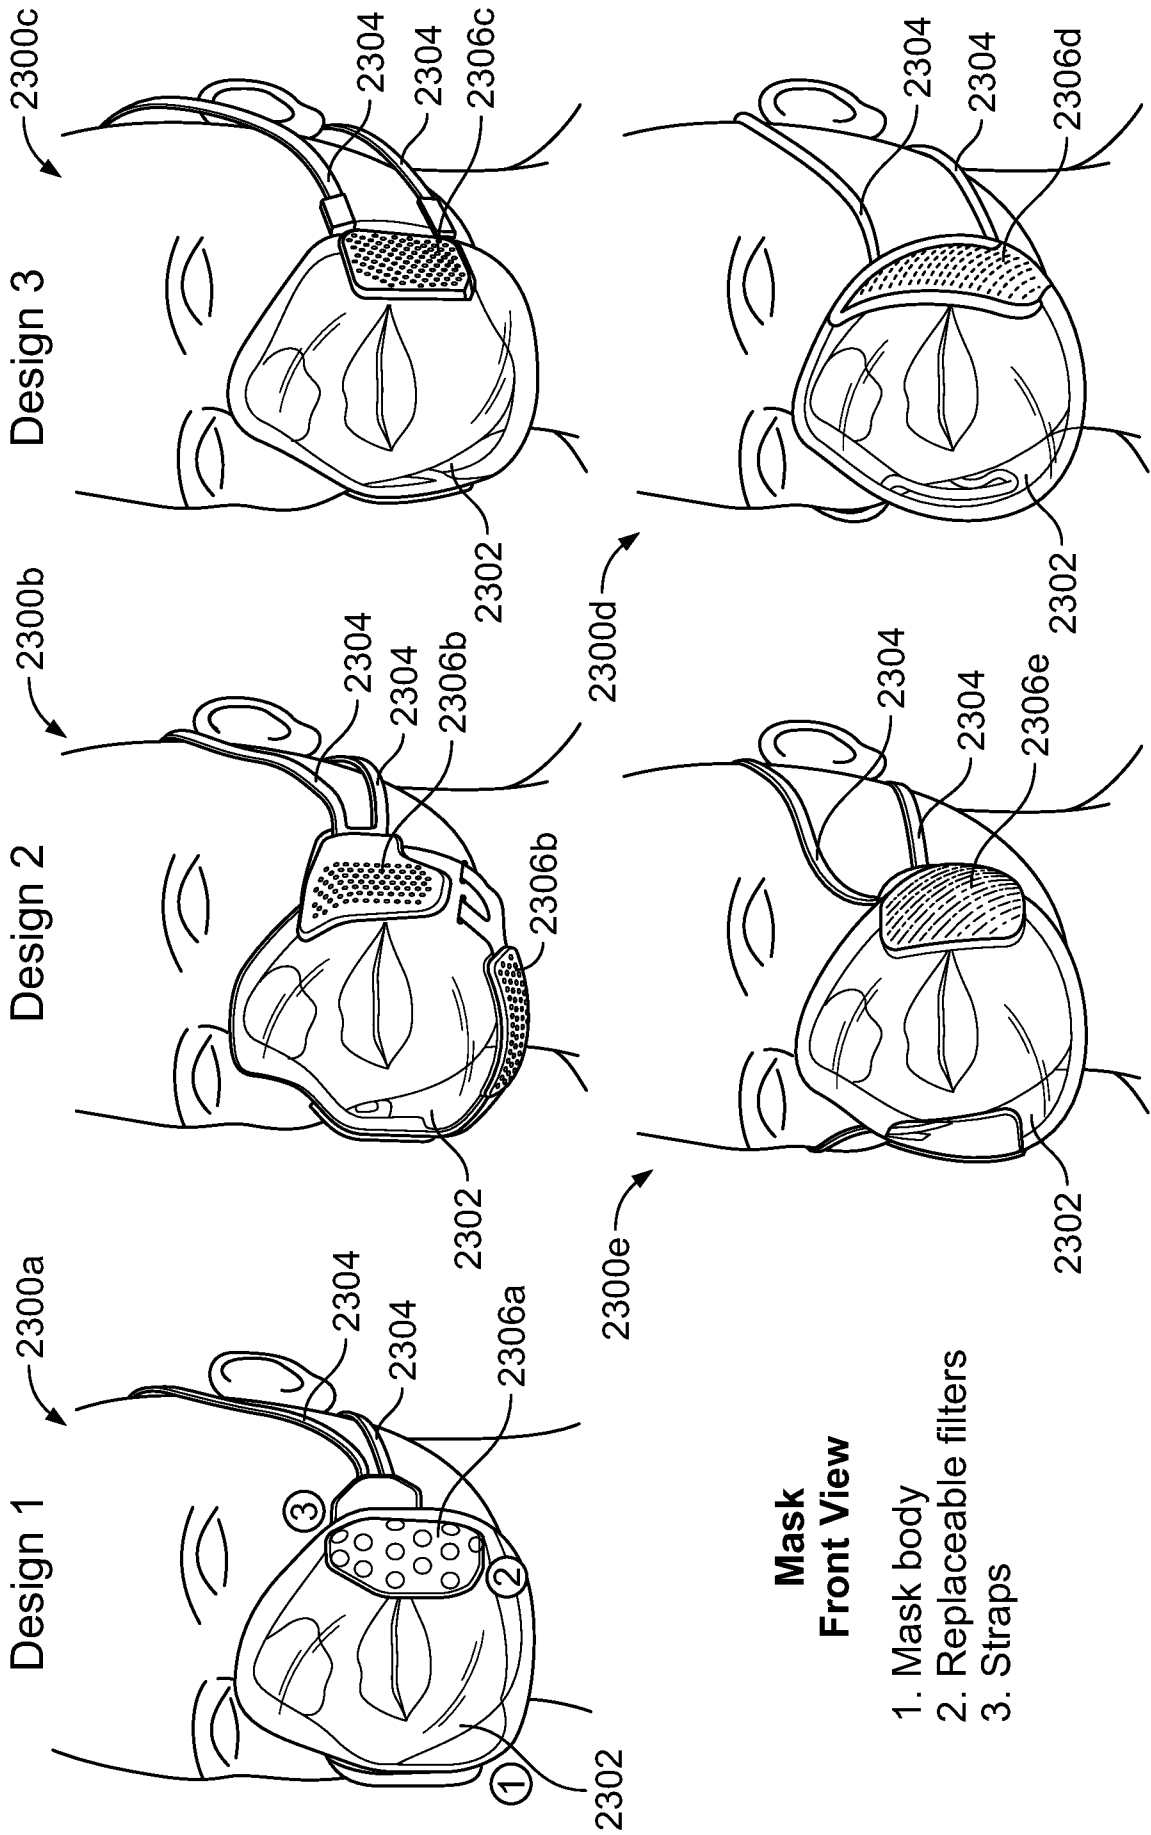 Design 1
2300a
2304
2304
2306a
3
2
1
2302
Design 2
2300b
2304
2304
2306b
2306b
2302
Design 3
2300c
2304
2304
2306c
2302
Mask
Front View
1. Mask body
2. Replaceable filters
3. Straps
2300e
2304
2304
2306e
2302
2300d
2304
2304
2306d
2302